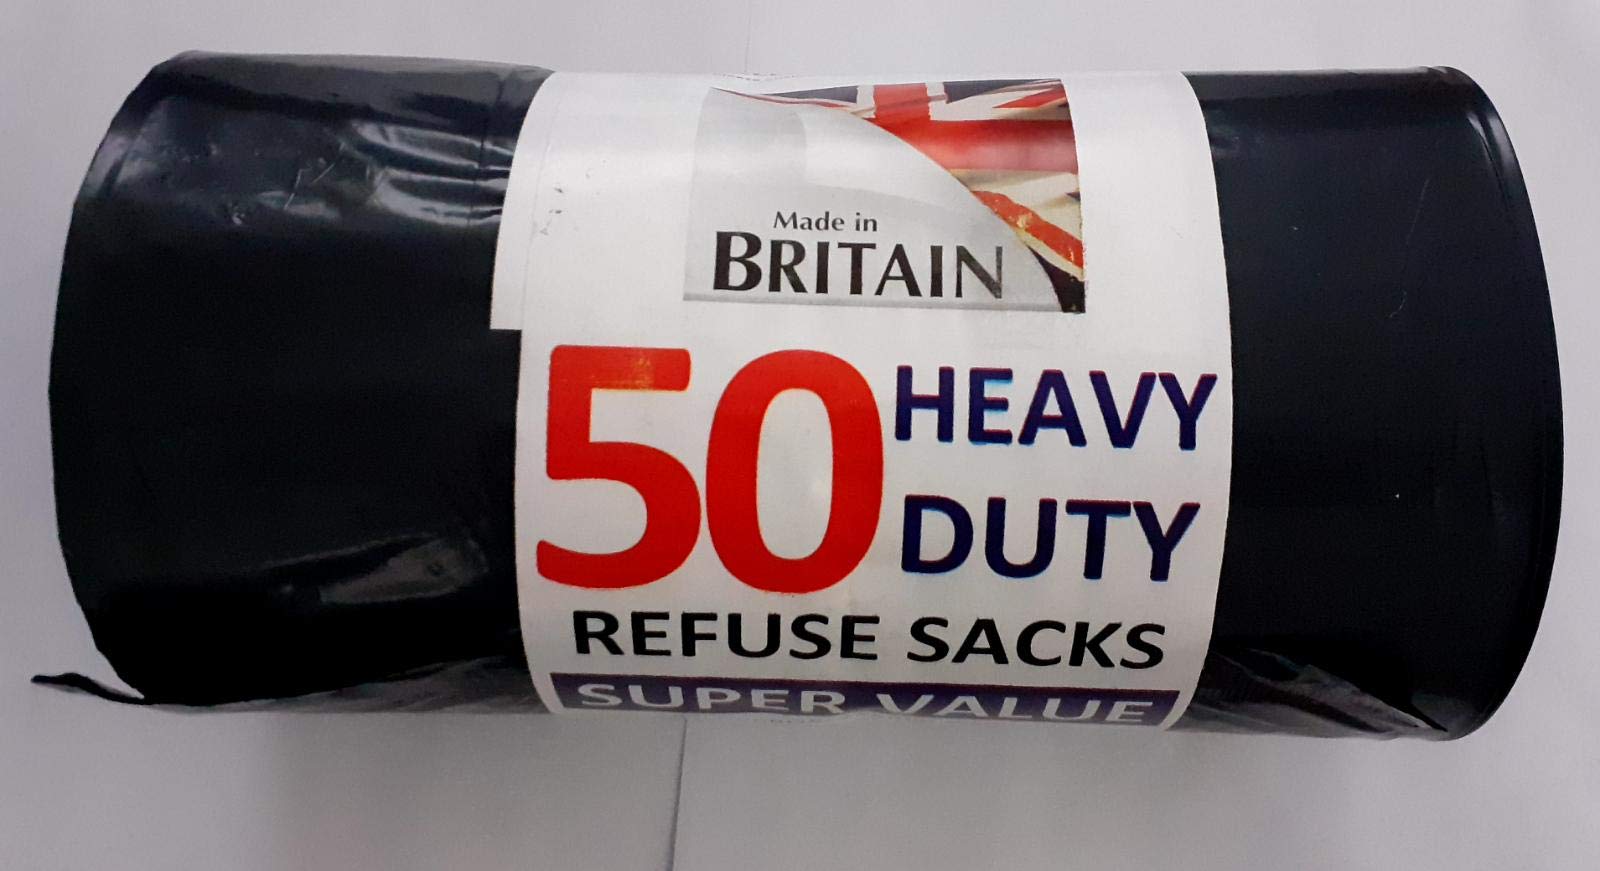 Made in
BRITAIN
50 HEAVY
DUTY
REFUSE SACKS
SUPER VALUE